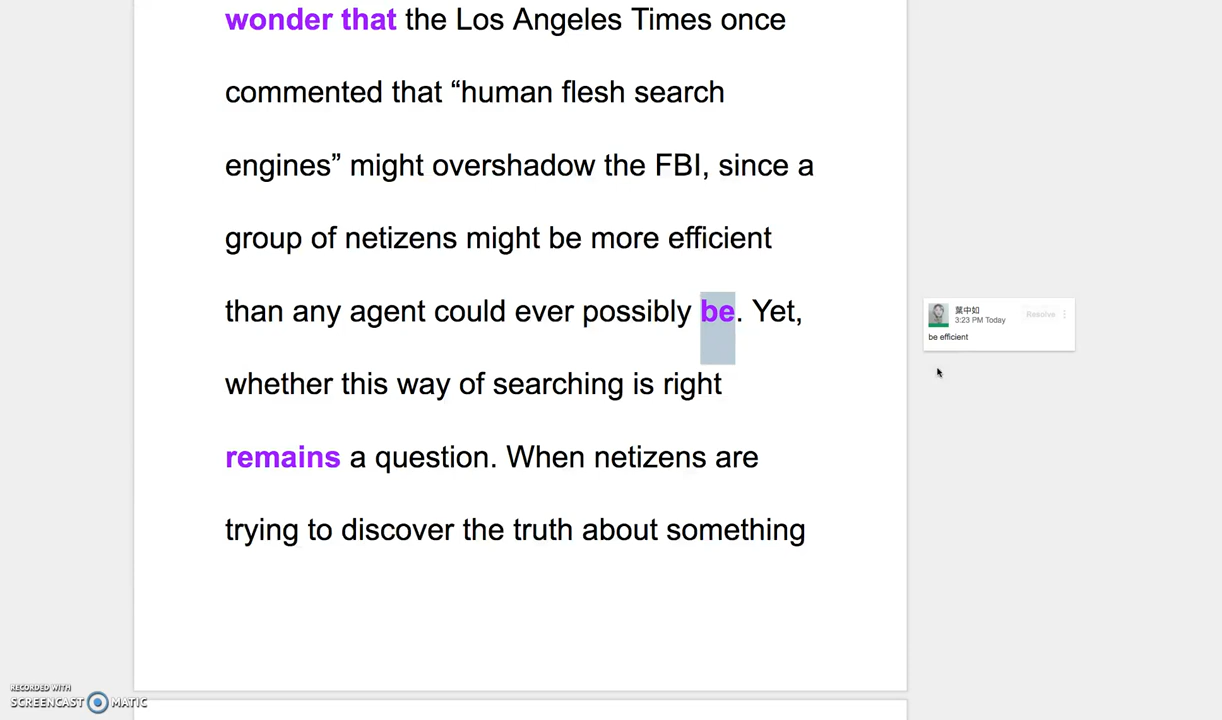 wonder that the Los Angeles Times once
commented that “human flesh search
engines” might overshadow the FBI, since a
group of netizens might be more efficient
than any agent could ever possibly be. Yet,
whether this way of searching is right
remains a question. When netizens are
trying to discover the truth about something
葉中如
3:23 PM Today
Resolve
be efficient
RECORDED WITH
SCREENCAST MATIC